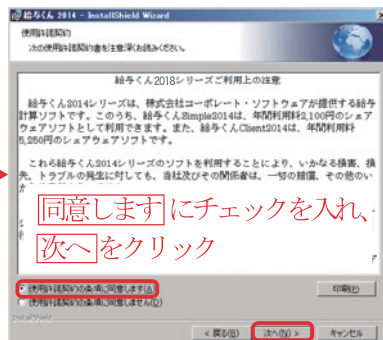 給与くん 2014 - InstallShield Wizard
使用許諾契約
次の使用許諾契約書を注意深くお読みください。
給与くん2018シリーズご利用上の注意
給与くん2014シリーズは、株式会社コーポレート・ソフトウェアが提供する給与
計算ソフトです。このうち、給与くんSimple2014は、年間利用料2,100円のシェア
ウェアソフトとして利用できます。また、給与くんClient2014は、年間利用料
5,250円のシェアウェアソフトです。
これら給与くん2014シリーズのソフトを利用することにより、いかなる損害、損
失、トラブルの発生に対しても、当社及びその関係者は、一切の賠償、その他のい
同意します にチェックを入れ、
次へ をクリック
使用許諾契約の条項に同意します(A)
印刷(P)
使用許諾契約の条項に同意しません(D)
InstallShield
< 戻る(B)
次へ(N) >
キャンセル